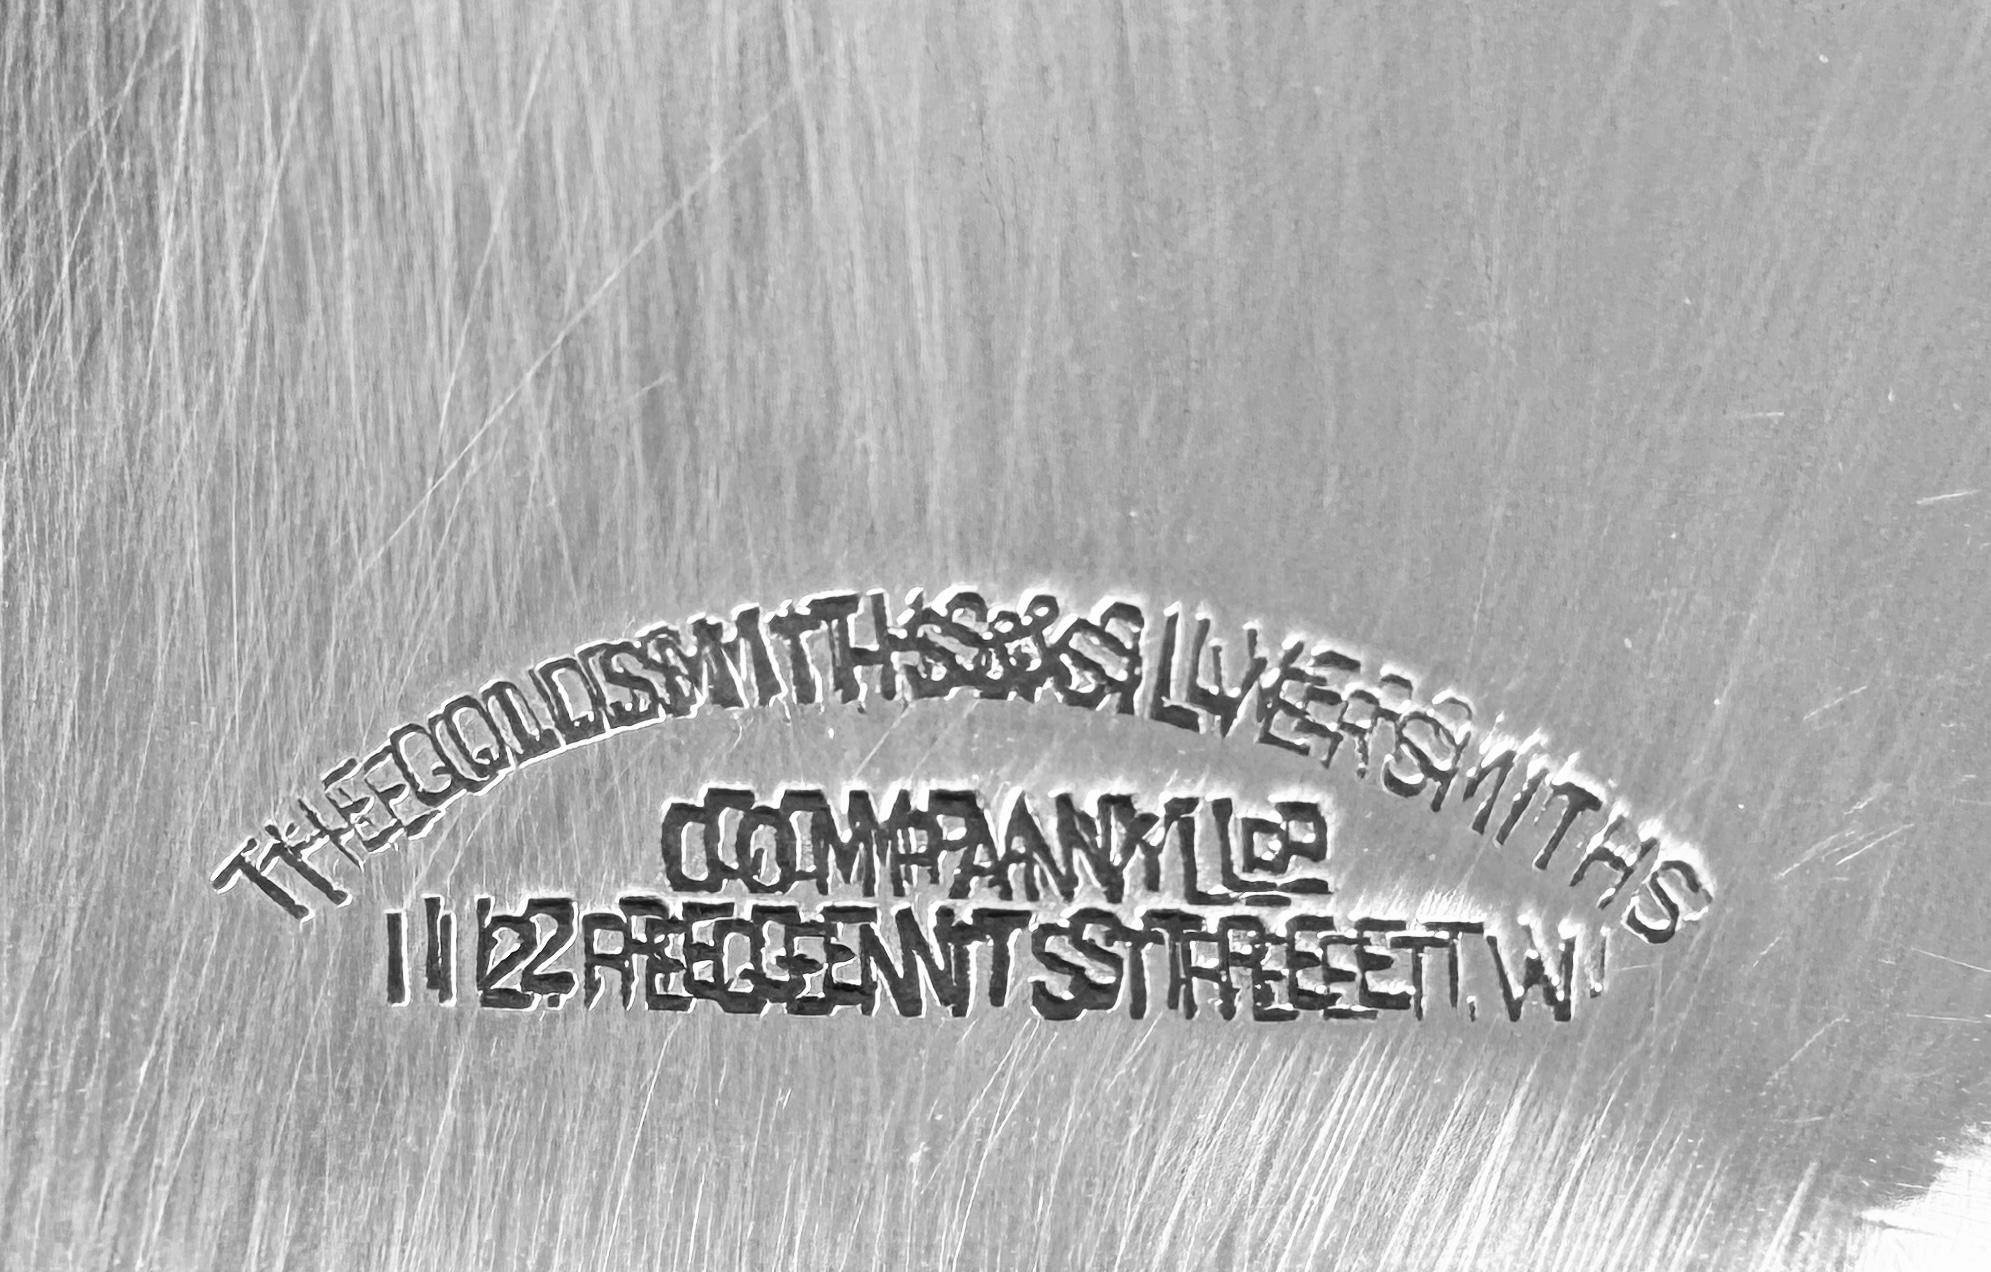 THE GOLDSMITHS & SILVERSMITHS
COMPANY LTD
112 REGENT STREET. W